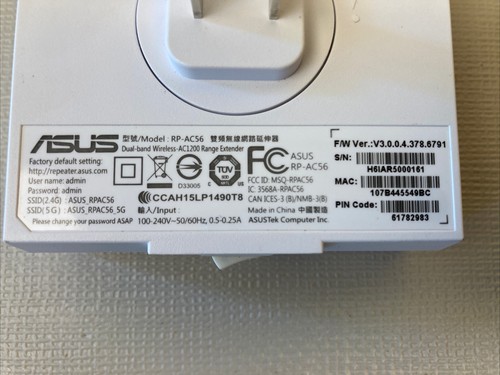 ASUS 型號/Model: RP-AC56 雙頻無線網路延伸器
Dual-band Wireless-AC1200 Range Extender
Factory default setting:
http://repeater.asus.com
User name: admin
Password: admin
SSID(2.4G) : ASUS_RPAC56
SSID(5G) : ASUS_RPAC56_5G
Please change your password ASAP
D33005
TÜV
CCAH15LP1490T8
輸入/Input:
100-240V~50/60Hz, 0.5-0.25A
FC ASUS
RP-AC56
FCC ID: MSQ-RPAC56
IC: 3568A-RPAC56
CAN ICES-3 (B)/NMB-3(B)
Made in China 中國製造
ASUSTek Computer Inc.
F/W Ver.:V3.0.0.4.378.6791
S/N:
H6IAR5000161
MAC:
107B445549BC
PIN Code:
61782983